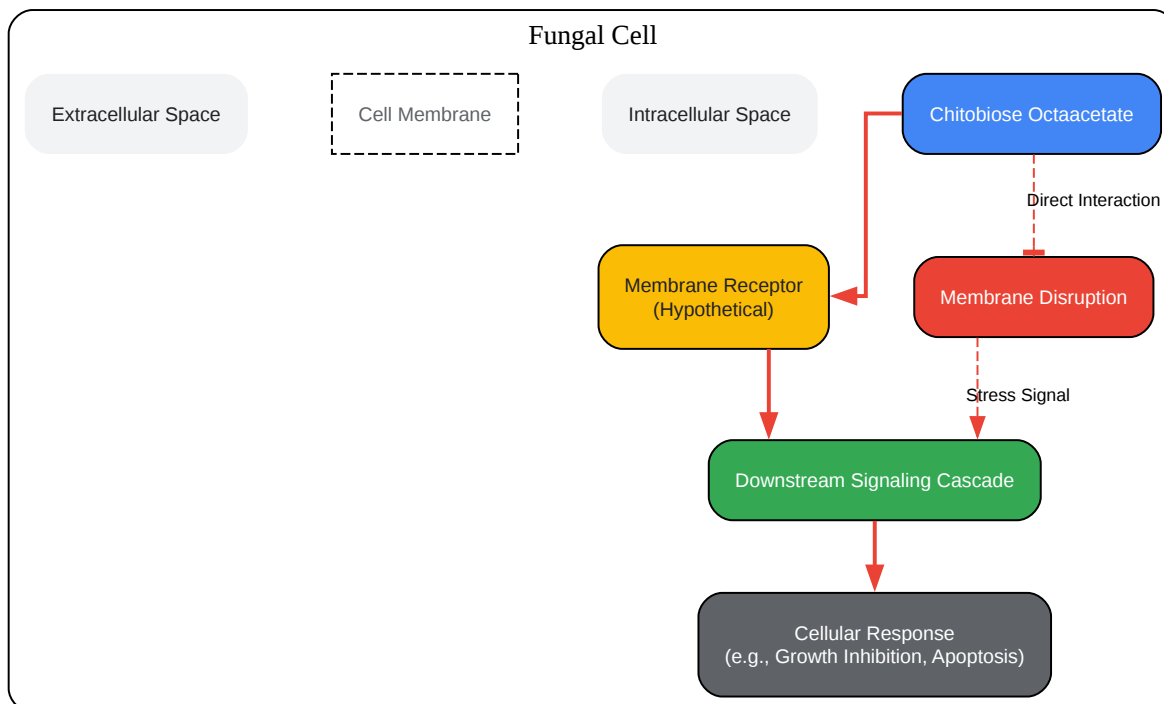 Fungal Cell
Extracellular Space
Cell Membrane
Intracellular Space
Chitobiose Octaacetate
Direct Interaction
Membrane Receptor
(Hypothetical)
Membrane Disruption
Stress Signal
Downstream Signaling Cascade
Cellular Response
(e.g., Growth Inhibition, Apoptosis)